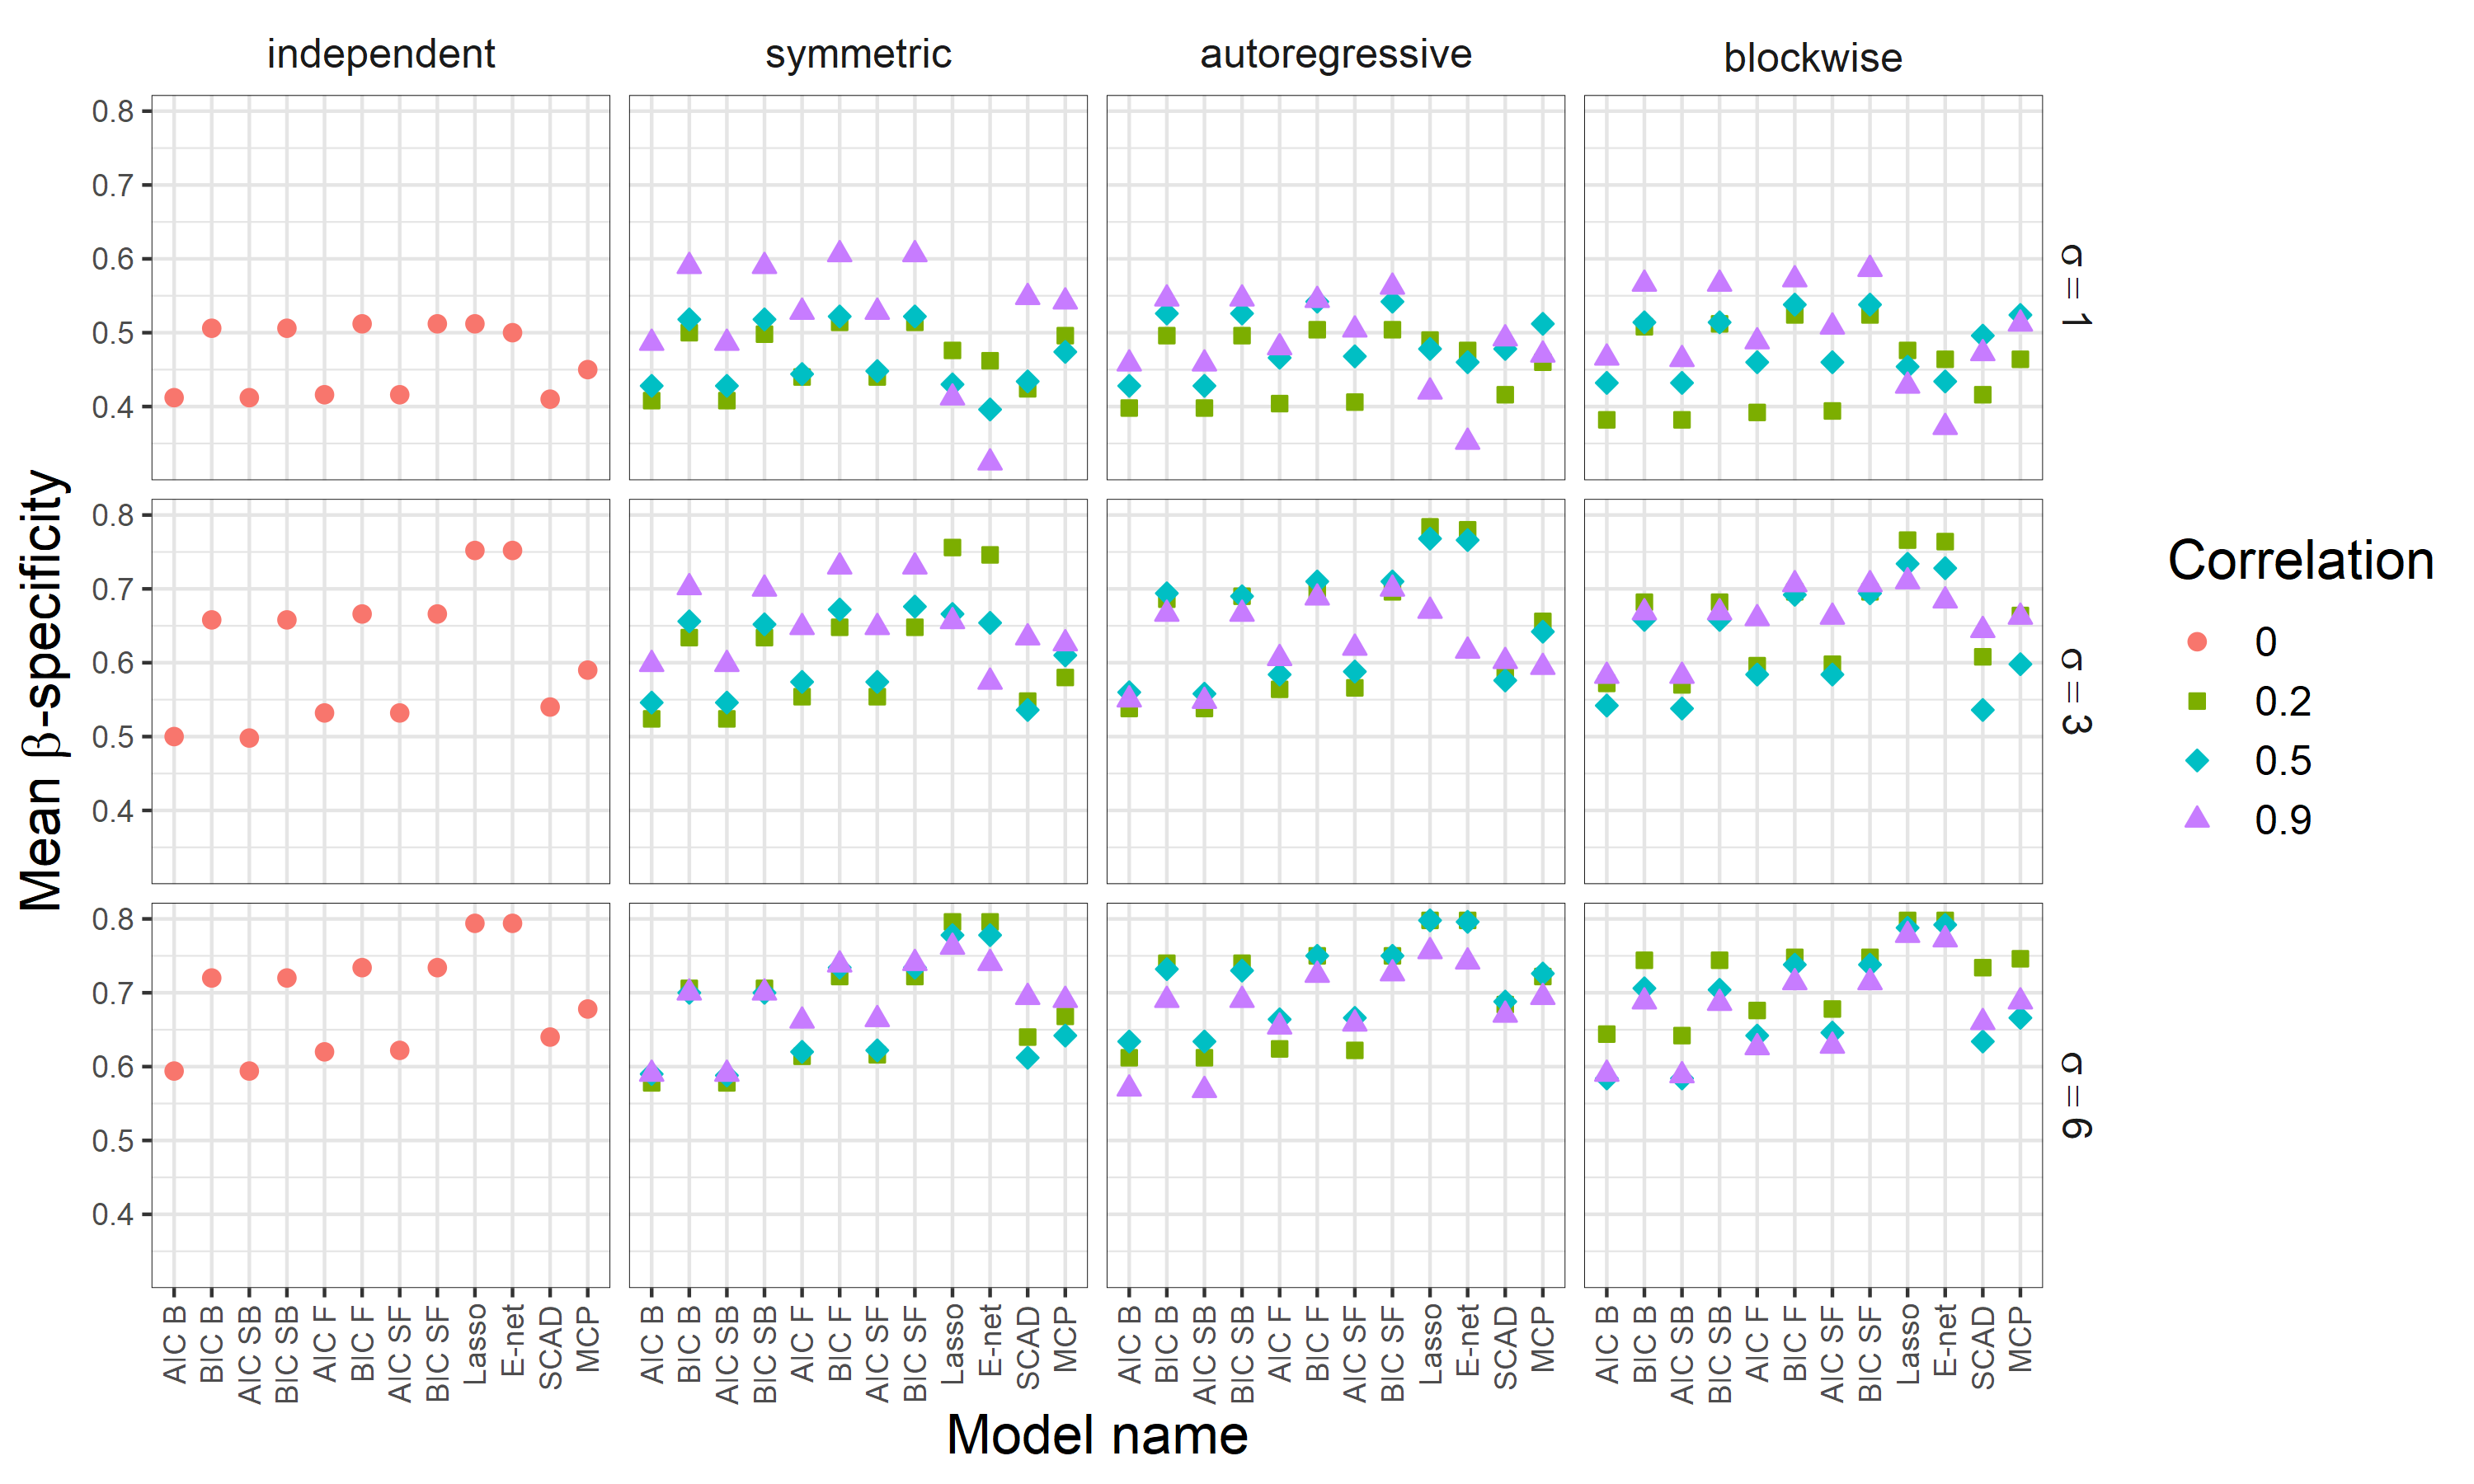 independent symmetric autoregressive blockwise
0.8
0.7
0.6
0.5
0.4
σ = 1
0.8
0.7
0.6
0.5
0.4
σ = 3
0.8
0.7
0.6
0.5
0.4
σ = 6
Mean β-specificity
AIC B BIC B AIC SB BIC SB AIC F BIC F AIC SF BIC SF Lasso E-net SCAD MCP
AIC B BIC B AIC SB BIC SB AIC F BIC F AIC SF BIC SF Lasso E-net SCAD MCP
AIC B BIC B AIC SB BIC SB AIC F BIC F AIC SF BIC SF Lasso E-net SCAD MCP
AIC B BIC B AIC SB BIC SB AIC F BIC F AIC SF BIC SF Lasso E-net SCAD MCP
Model name
Correlation
0
0.2
0.5
0.9